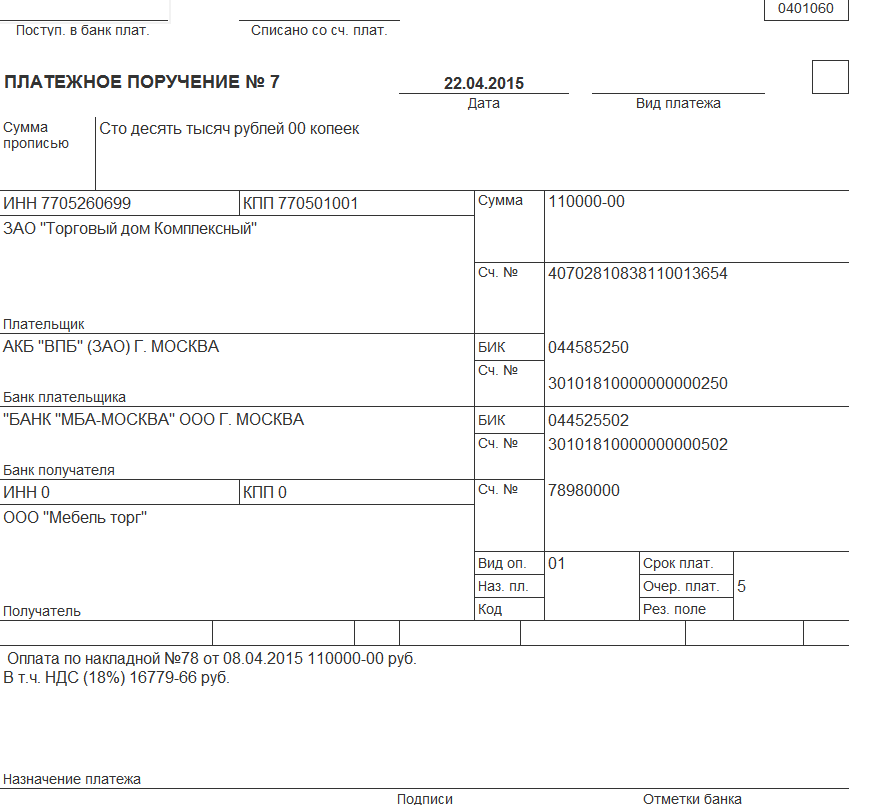 0401060
Поступ. в банк плат. Списано со сч. плат.
ПЛАТЕЖНОЕ ПОРУЧЕНИЕ № 7 22.04.2015
Дата Вид платежа
Сумма прописью Сто десять тысяч рублей 00 копеек
ИНН 7705260699 КПП 770501001 Сумма 110000-00
ЗАО "Торговый дом Комплексный"
Сч. № 40702810838110013654
Плательщик
АКБ "ВПБ" (ЗАО) Г. МОСКВА БИК 044585250
Сч. № 30101810000000000250
Банк плательщика
"БАНК "МБА-МОСКВА" ООО Г. МОСКВА БИК 044525502
Сч. № 30101810000000000502
Банк получателя
ИНН 0 КПП 0 Сч. № 78980000
ООО "Мебель торг"
Вид оп. 01 Срок плат.
Наз. пл. Очер. плат. 5
Получатель Код Рез. поле
Оплата по накладной №78 от 08.04.2015 110000-00 руб.
В т.ч. НДС (18%) 16779-66 руб.
Назначение платежа
Подписи Отметки банка